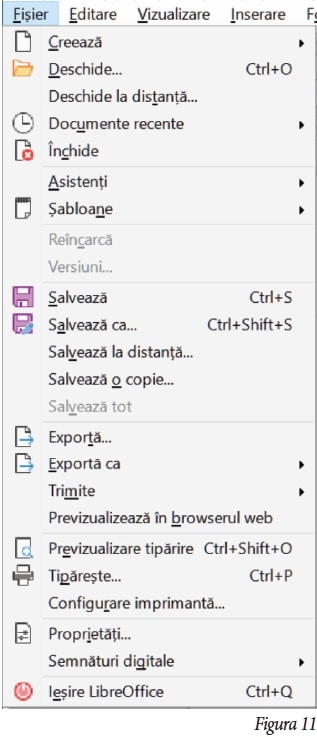 Fișier Editare Vizualizare Inserare
Creează
Deschide... Ctrl+O
Deschide la distanță...
Documente recente
Închide
Asistenți
Șabloane
Reîncarcă
Versiuni...
Salvează Ctrl+S
Salvează ca... Ctrl+Shift+S
Salvează la distanță...
Salvează o copie...
Salvează tot
Exportă...
Exportă ca
Trimite
Previzualizează în browserul web
Previzualizare tipărire Ctrl+Shift+O
Tipărește... Ctrl+P
Configurare imprimantă...
Proprietăți...
Semnături digitale
Ieșire LibreOffice Ctrl+Q
Figura 11